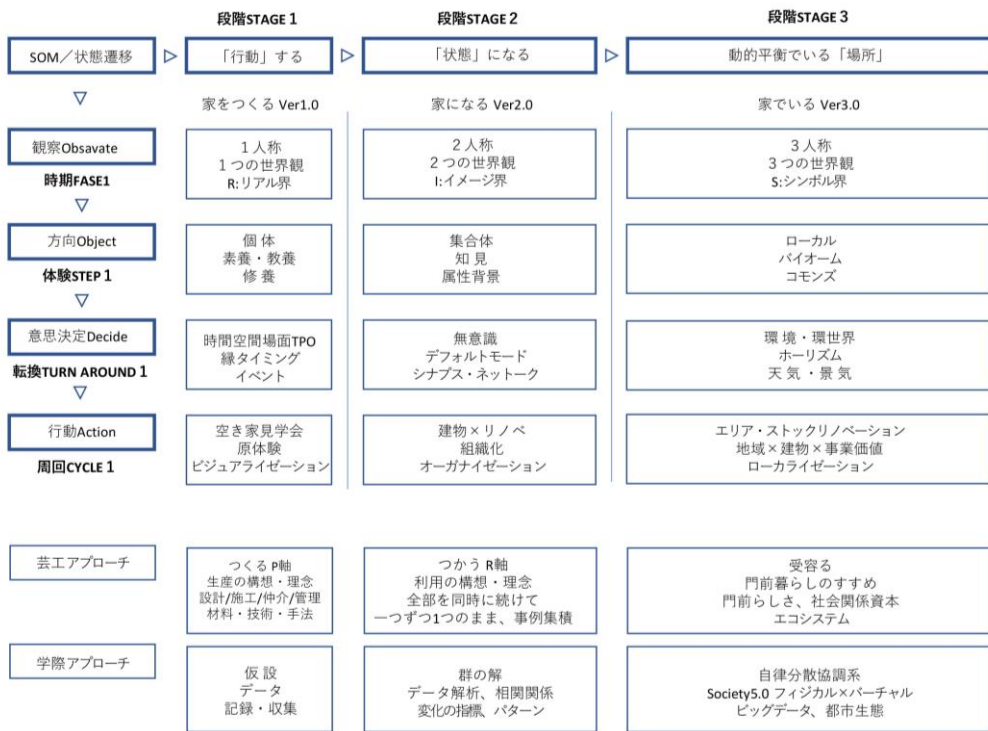 段階STAGE 1
段階STAGE 2
段階STAGE 3
SOM／状態遷移
「行動」する
「状態」になる
動的平衡でいる「場所」
家をつくる Ver1.0
家になる Ver2.0
家でいる Ver3.0
観察Obsavate
時期FASE1
１人称
１つの世界観
R:リアル界
２人称
２つの世界観
I:イメージ界
３人称
３つの世界観
S:シンボル界
方向Object
体験STEP 1
個 体
素養・教養
修 養
集合体
知 見
属性背景
ローカル
バイオーム
コモンズ
意思決定Decide
転換TURN AROUND 1
時間空間場面TPO
縁タイミング
イベント
無意識
デフォルトモード
シナプス・ネットーク
環 境・環世界
ホーリズム
天 気 ・ 景 気
行動Action
周回CYCLE 1
空き家見学会
原体験
ビジュアライゼーション
建物×リノベ
組織化
オーガナイゼーション
エリア・ストックリノベーション
地域×建物×事業価値
ローカライゼーション
芸工アプローチ
つくる P軸
生産の構想・理念
設計/施工/仲介/管理
材料・技術・手法
つかう R軸
利用の構想・理念
全部を同時に続けて
一つずつ1つのまま、事例集積
受容る
門前暮らしのすすめ
門前らしさ、社会関係資本
エコシステム
学際アプローチ
仮 設
データ
記録・収集
群の解
データ解析、相関関係
変化の指標、パターン
自律分散協調系
Society5.0 フィジカル×バーチャル
ビッグデータ、都市生態